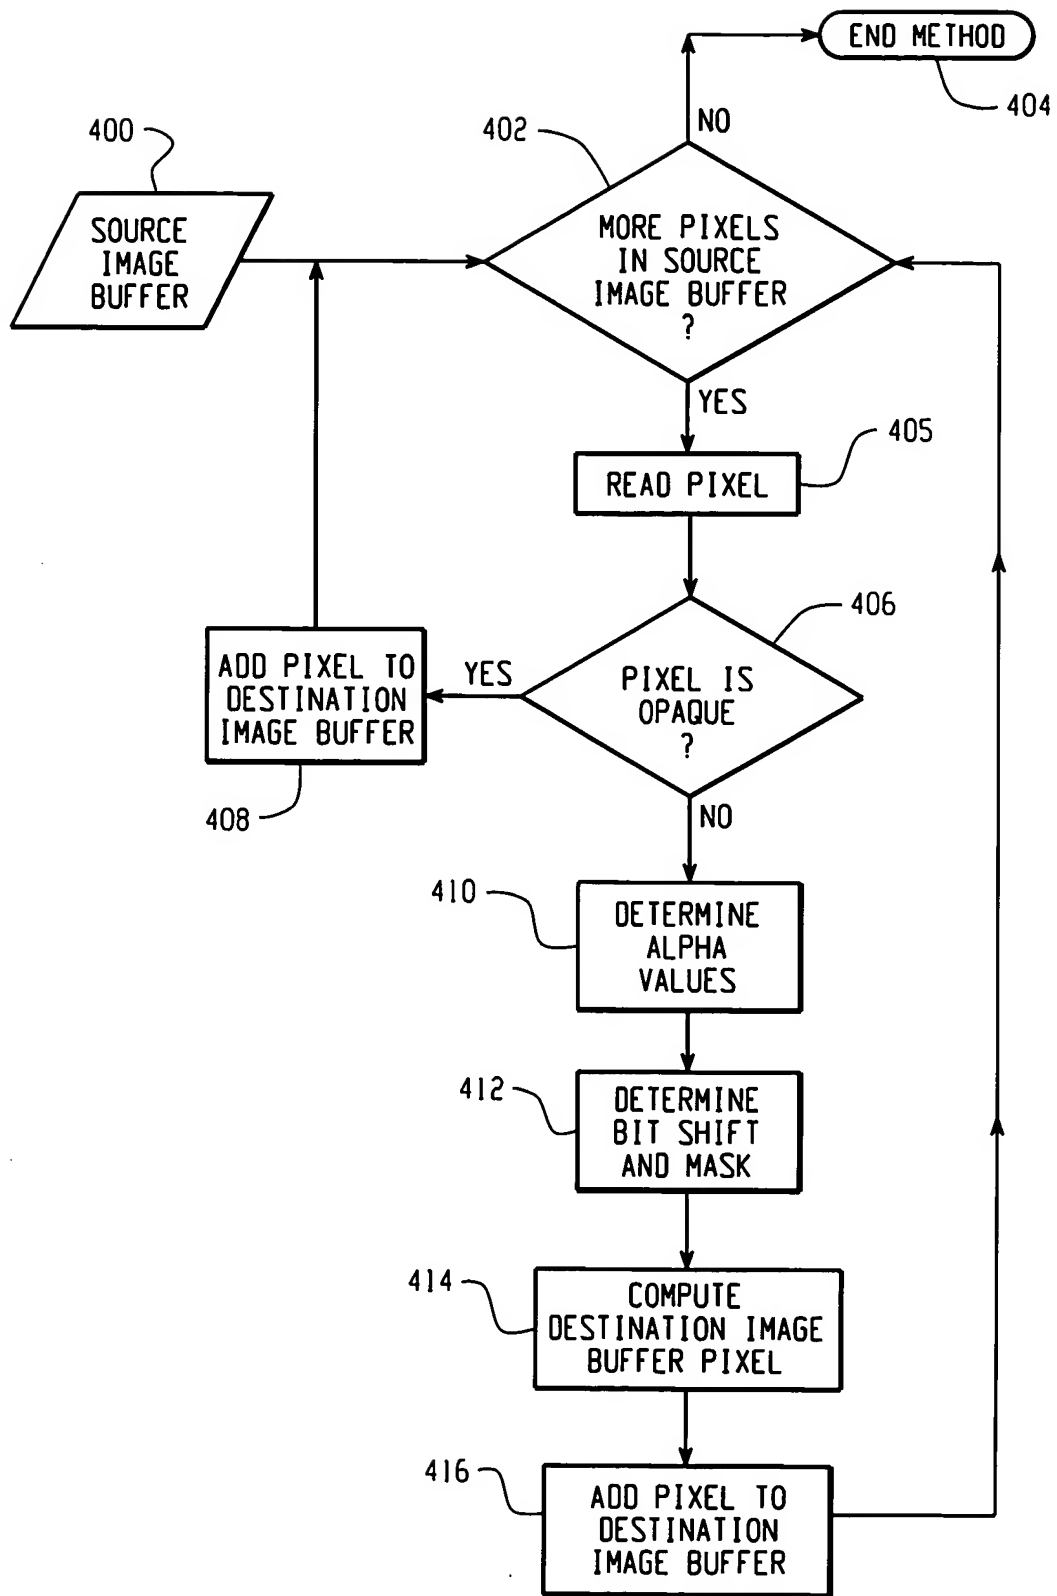 END METHOD
404
NO
402
400
SOURCE
IMAGE
BUFFER
MORE PIXELS
IN SOURCE
IMAGE BUFFER
?
YES
405
READ PIXEL
406
PIXEL IS
OPAQUE
?
YES
ADD PIXEL TO
DESTINATION
IMAGE BUFFER
408
NO
410
DETERMINE
ALPHA
VALUES
412
DETERMINE
BIT SHIFT
AND MASK
414
COMPUTE
DESTINATION IMAGE
BUFFER PIXEL
416
ADD PIXEL TO
DESTINATION
IMAGE BUFFER